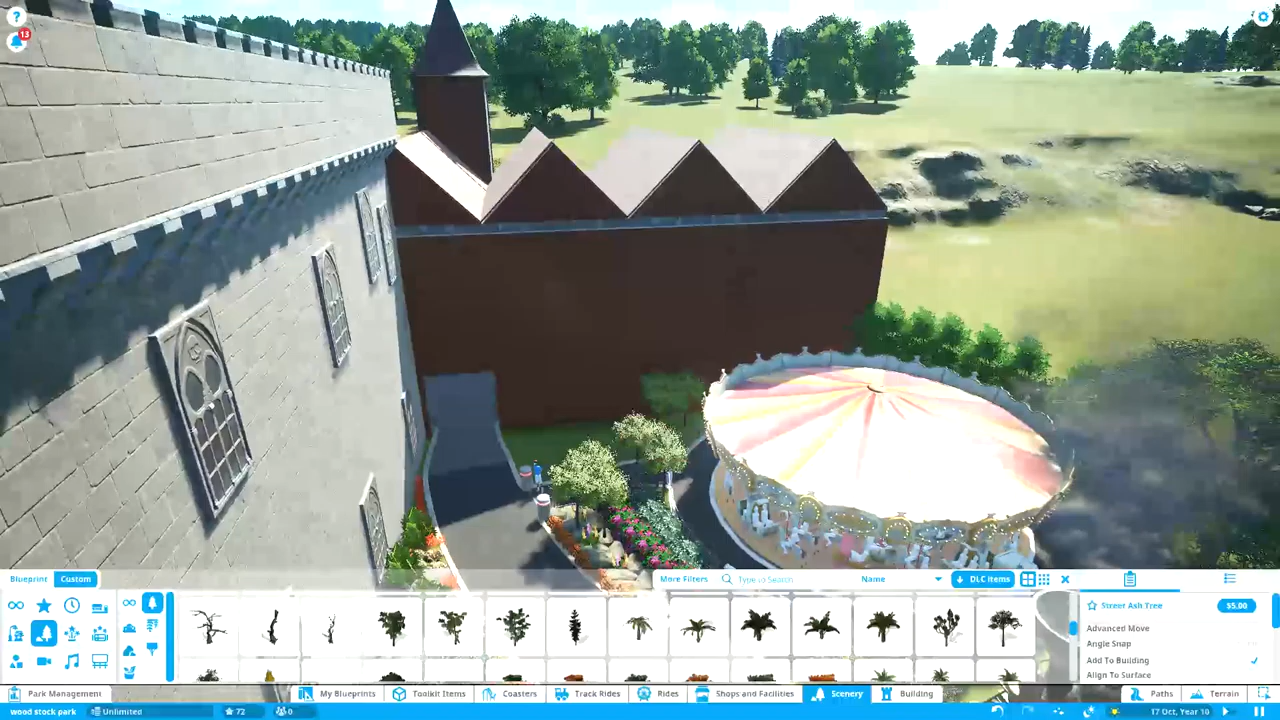 ?
13
Blueprint Custom More Filters Type to Search Name DLC Items
Street Ash Tree $5.00
Advanced Move
Angle Snap
Add To Building
Align To Surface
Park Management My Blueprints Toolkit Items Coasters Track Rides Rides Shops and Facilities Scenery Building Paths Terrain
wood stock park Unlimited 72 0 17 Oct, Year 10